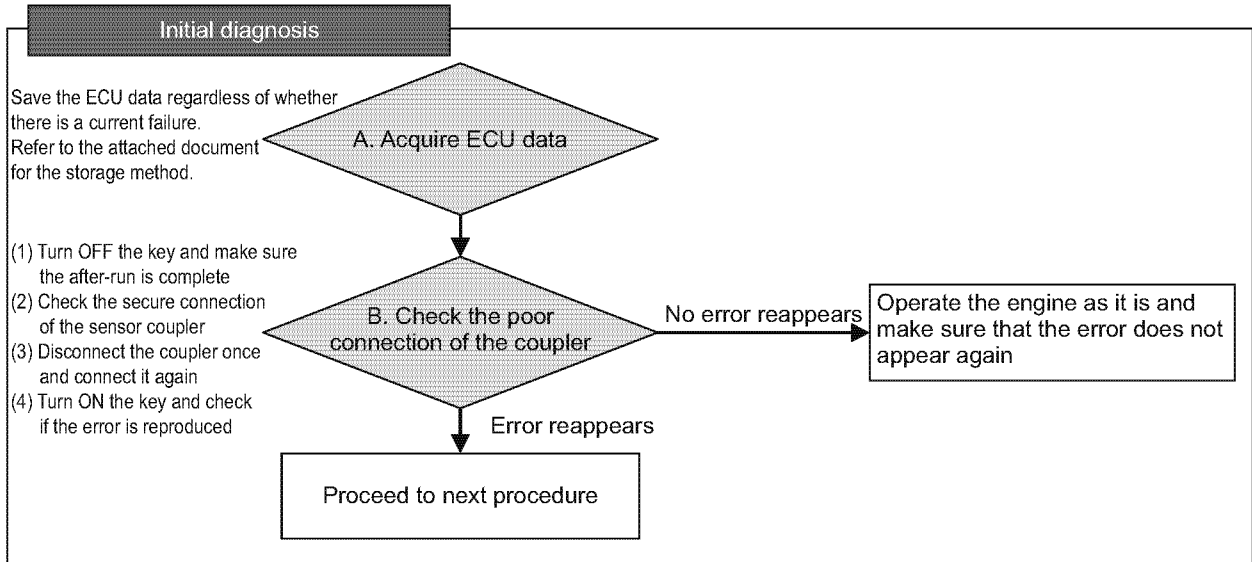 Initial diagnosis
Save the ECU data regardless of whether
there is a current failure.
Refer to the attached document
for the storage method.
A. Acquire ECU data
(1) Turn OFF the key and make sure
the after-run is complete
(2) Check the secure connection
of the sensor coupler
(3) Disconnect the coupler once
and connect it again
(4) Turn ON the key and check
if the error is reproduced
B. Check the poor
connection of the coupler
No error reappears
Operate the engine as it is and
make sure that the error does not
appear again
Error reappears
Proceed to next procedure